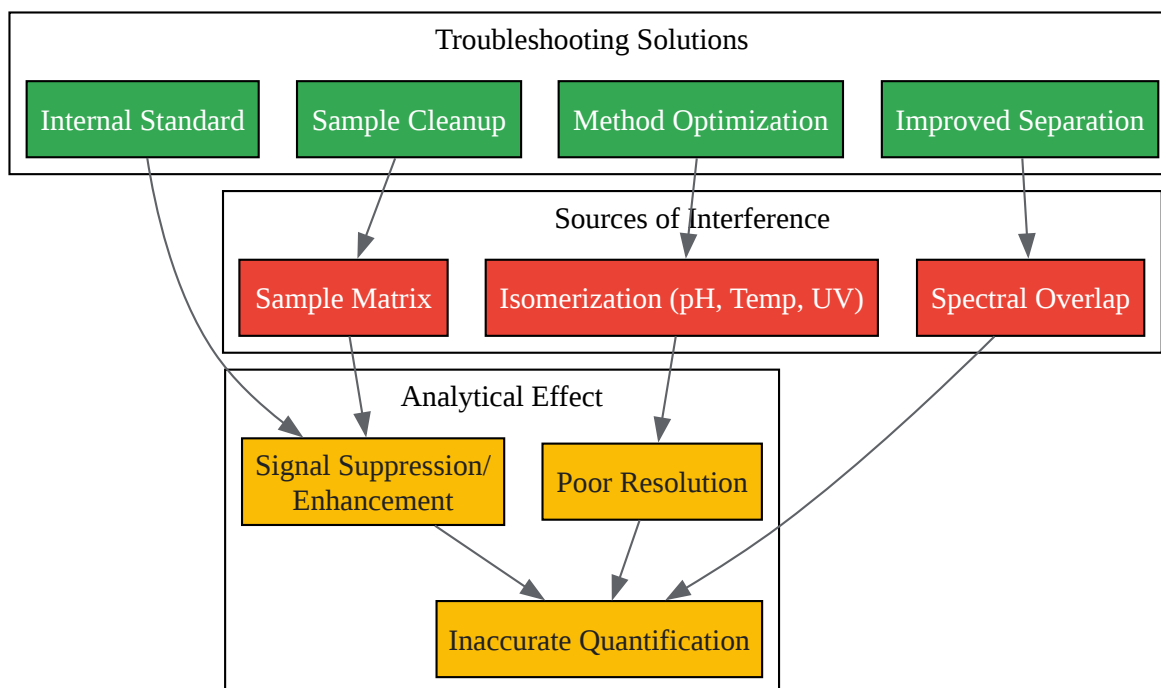 Troubleshooting Solutions
Internal Standard
Sample Cleanup
Method Optimization
Improved Separation
Sources of Interference
Sample Matrix
Isomerization (pH, Temp, UV)
Spectral Overlap
Analytical Effect
Signal Suppression/
Enhancement
Poor Resolution
Inaccurate Quantification